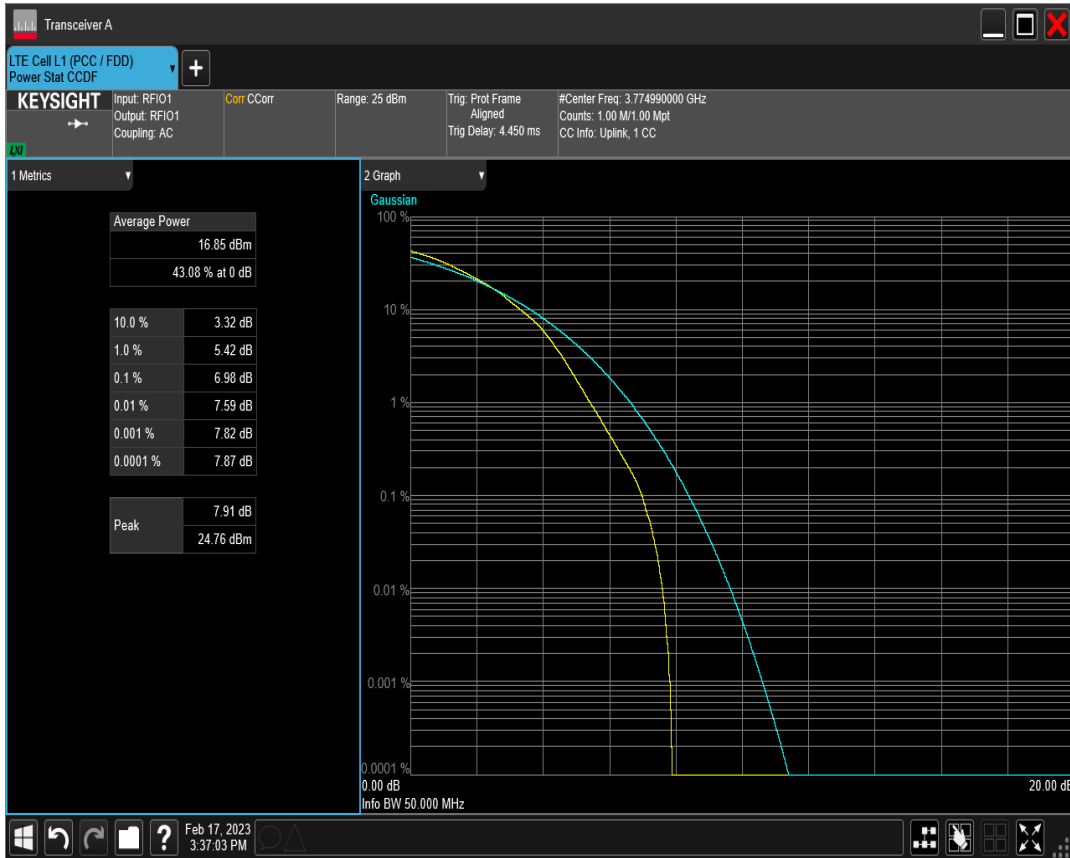 Transceiver A
LTE Cell L1 (PCC / FDD)
Power Stat CCDF
+
KEYSIGHT
LXI
Input: RFIO1
Output: RFIO1
Coupling: AC
Corr CCorr
Range: 25 dBm
Trig: Prot Frame
Aligned
Trig Delay: 4.450 ms
#Center Freq: 3.774990000 GHz
Counts: 1.00 M/1.00 Mpt
CC Info: Uplink, 1 CC
1 Metrics
Average Power
16.85 dBm
43.08 % at 0 dB
10.0 % 3.32 dB
1.0 % 5.42 dB
0.1 % 6.98 dB
0.01 % 7.59 dB
0.001 % 7.82 dB
0.0001 % 7.87 dB
Peak
7.91 dB
24.76 dBm
2 Graph
Gaussian
100 %
10 %
1 %
0.1 %
0.01 %
0.001 %
0.0001 %
0.00 dB
20.00 dB
Info BW 50.000 MHz
?
Feb 17, 2023
3:37:03 PM